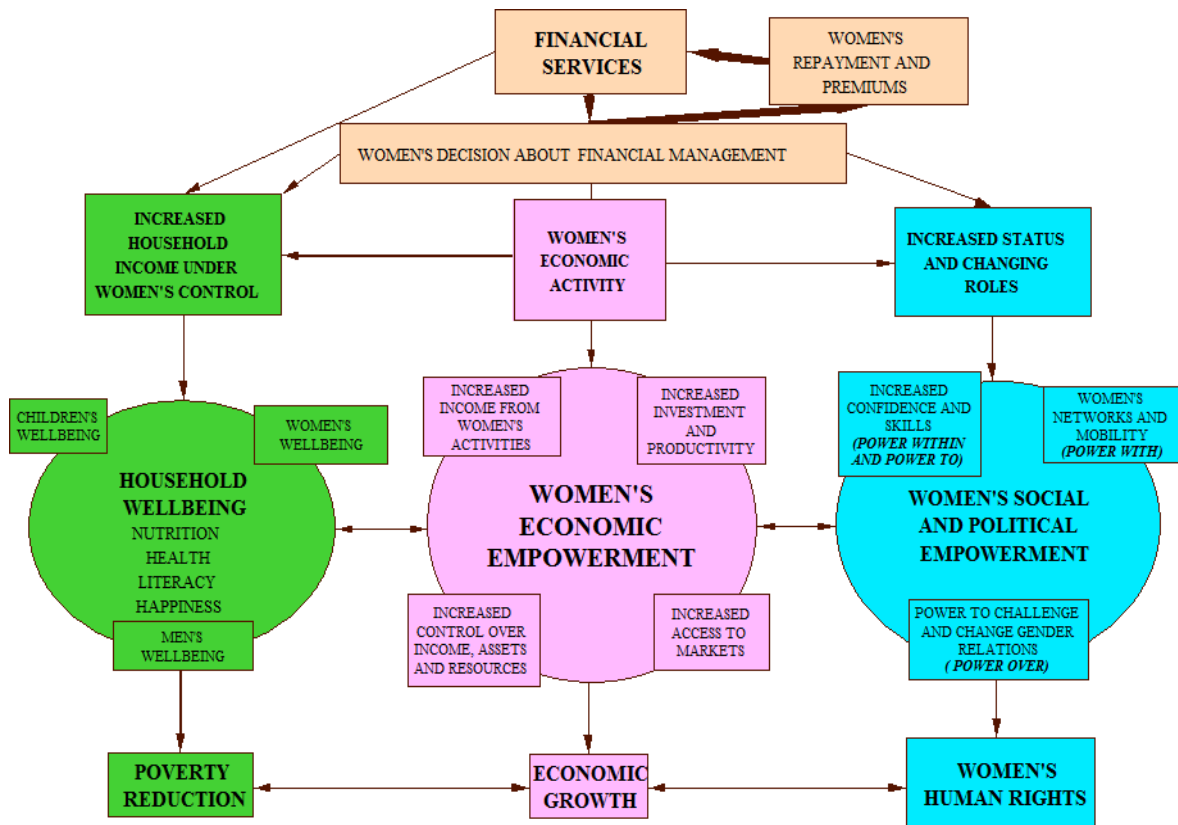 FINANCIAL
SERVICES
WOMEN'S
REPAYMENT AND
PREMIUMS
WOMEN'S DECISION ABOUT FINANCIAL MANAGEMENT
INCREASED
HOUSEHOLD
INCOME UNDER
WOMEN'S CONTROL
WOMEN'S
ECONOMIC
ACTIVITY
INCREASED STATUS
AND CHANGING
ROLES
CHILDREN'S
WELLBEING
WOMEN'S
WELLBEING
HOUSEHOLD
WELLBEING
NUTRITION
HEALTH
LITERACY
HAPPINESS
MEN'S
WELLBEING
INCREASED
INCOME FROM
WOMEN'S
ACTIVITIES
INCREASED
INVESTMENT
AND
PRODUCTIVITY
WOMEN'S
ECONOMIC
EMPOWERMENT
INCREASED
CONTROL OVER
INCOME, ASSETS
AND RESOURCES
INCREASED
ACCESS TO
MARKETS
INCREASED
CONFIDENCE AND
SKILLS
(POWER WITHIN
AND POWER TO)
WOMEN'S
NETWORKS AND
MOBILITY
(POWER WITH)
WOMEN'S SOCIAL
AND POLITICAL
EMPOWERMENT
POWER TO CHALLENGE
AND CHANGE GENDER
RELATIONS
( POWER OVER)
POVERTY
REDUCTION
ECONOMIC
GROWTH
WOMEN'S
HUMAN RIGHTS